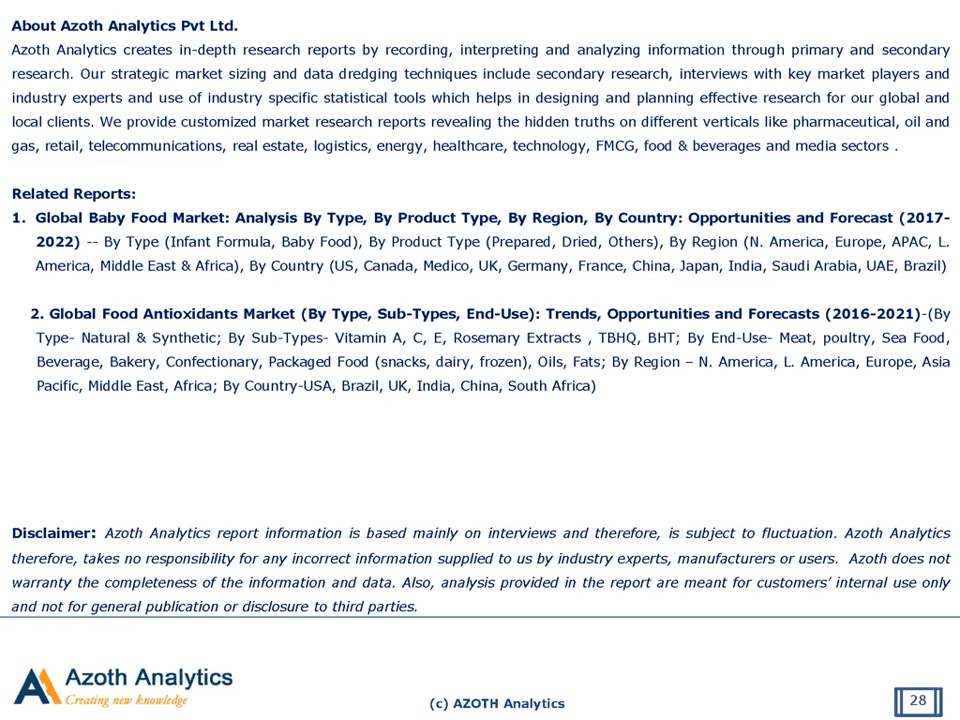 About Azoth Analytics Pvt Ltd.
Azoth Analytics creates in-depth research reports by recording, interpreting and analyzing information through primary and secondary
research. Our strategic market sizing and data dredging techniques include secondary research, interviews with key market players and
industry experts and use of industry specific statistical tools which helps in designing and planning effective research for our global and
local clients. We provide customized market research reports revealing the hidden truths on different verticals like pharmaceutical, oil and
gas, retail, telecommunications, real estate, logistics, energy, healthcare, technology, FMCG, food & beverages and media sectors .
Related Reports:
1. Global Baby Food Market: Analysis By Type, By Product Type, By Region, By Country: Opportunities and Forecast (2017-
2022) -- By Type (Infant Formula, Baby Food), By Product Type (Prepared, Dried, Others), By Region (N. America, Europe, APAC, L.
America, Middle East & Africa), By Country (US, Canada, Medico, UK, Germany, France, China, Japan, India, Saudi Arabia, UAE, Brazil)
2. Global Food Antioxidants Market (By Type, Sub-Types, End-Use): Trends, Opportunities and Forecasts (2016-2021)-(By
Type- Natural & Synthetic; By Sub-Types- Vitamin A, C, E, Rosemary Extracts , TBHQ, BHT; By End-Use- Meat, poultry, Sea Food,
Beverage, Bakery, Confectionary, Packaged Food (snacks, dairy, frozen), Oils, Fats; By Region – N. America, L. America, Europe, Asia
Pacific, Middle East, Africa; By Country-USA, Brazil, UK, India, China, South Africa)
Disclaimer: Azoth Analytics report information is based mainly on interviews and therefore, is subject to fluctuation. Azoth Analytics
therefore, takes no responsibility for any incorrect information supplied to us by industry experts, manufacturers or users. Azoth does not
warranty the completeness of the information and data. Also, analysis provided in the report are meant for customers’ internal use only
and not for general publication or disclosure to third parties.
Azoth Analytics
Creating new knowledge
(c) AZOTH Analytics
28